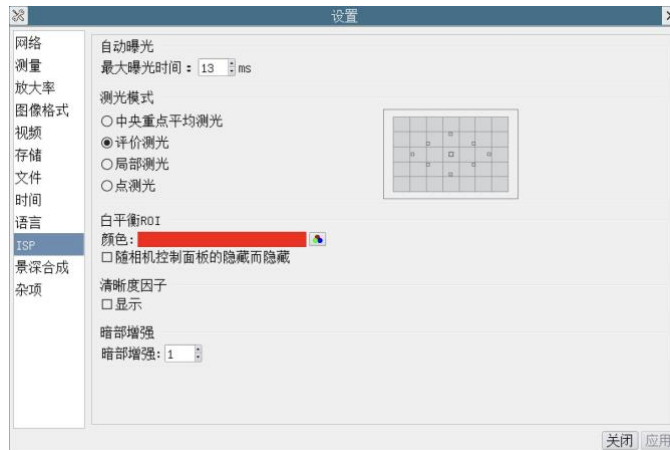 设置
网络
测量
放大率
图像格式
视频
存储
文件
时间
语言
ISP
景深合成
杂项
自动曝光
最大曝光时间: 13 ms
测光模式
中央重点平均测光
评价测光
局部测光
点测光
白平衡ROI
颜色:
随相机控制面板的隐藏而隐藏
清晰度因子
显示
暗部增强
暗部增强: 1
关闭 应用